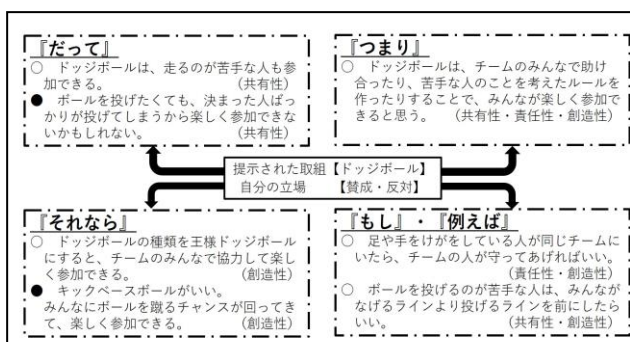 『だって』
○ ドッジボールは、走るのが苦手な人も参
加できる。 (共有性)
● ボールを投げたくても、決まった人ばっ
かりが投げてしまうから楽しく参加できな
いかもしれない。 (共有性)
『つまり』
○ ドッジボールは、チームのみんなで助け
合ったり、苦手な人のことを考えたルールを
作ったりすることで、みんなが楽しく参加で
きると思う。 (共有性・責任性・創造性)
提示された取組【ドッジボール】
自分の立場 【賛成・反対】
『それなら』
○ ドッジボールの種類を王様ドッジボール
にすると、チームのみんなで協力して楽し
く参加できる。 (創造性)
● キックベースボールがいい。
みんなにボールを蹴るチャンスが回ってき
て、楽しく参加できる。 (創造性)
『もし』・『例えば』
○ 足や手をけがをしている人が同じチームに
いたら、チームの人が守ってあげればいい。
(責任性・創造性)
○ ボールを投げるのが苦手な人は、みんなが
なげるラインより投げるラインを前にしたら
いい。 (共有性・創造性)